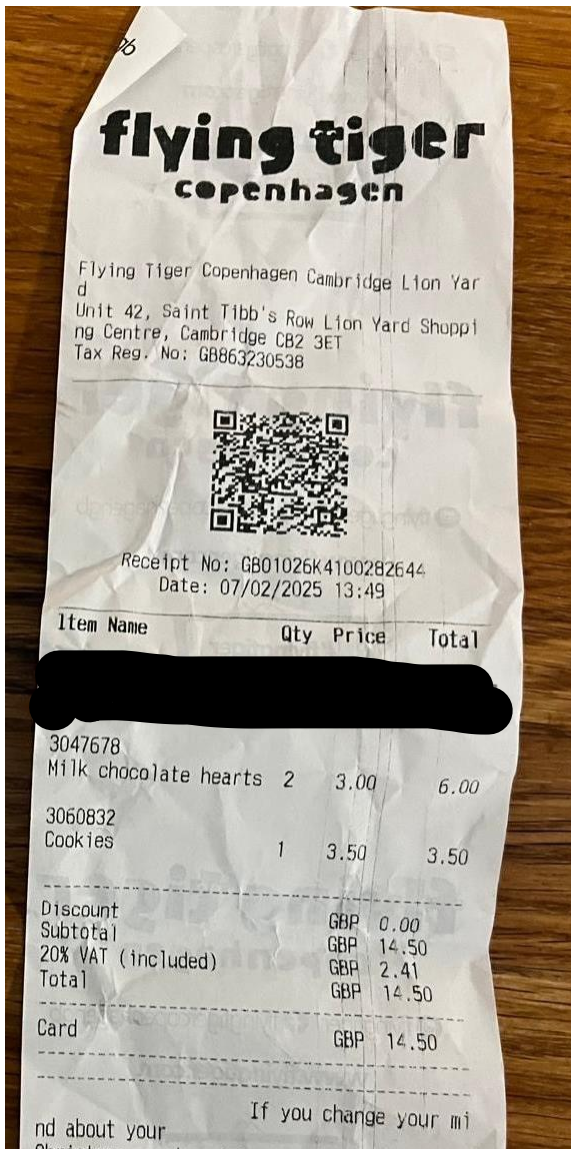 flying tiger
copenhagen
Flying Tiger Copenhagen Cambridge Lion Yar
d
Unit 42, Saint Tibb's Row Lion Yard Shoppi
ng Centre, Cambridge CB2 3ET
Tax Reg. No: GB863230538
Receipt No: GB01026K4100282644
Date: 07/02/2025 13:49
Item Name Qty Price Total
3047678
Milk chocolate hearts 2 3.00 6.00
3060832
Cookies 1 3.50 3.50
Discount GBP 0.00
Subtotal GBP 14.50
20% VAT (included) GBP 2.41
Total GBP 14.50
Card GBP 14.50
If you change your mi
nd about your